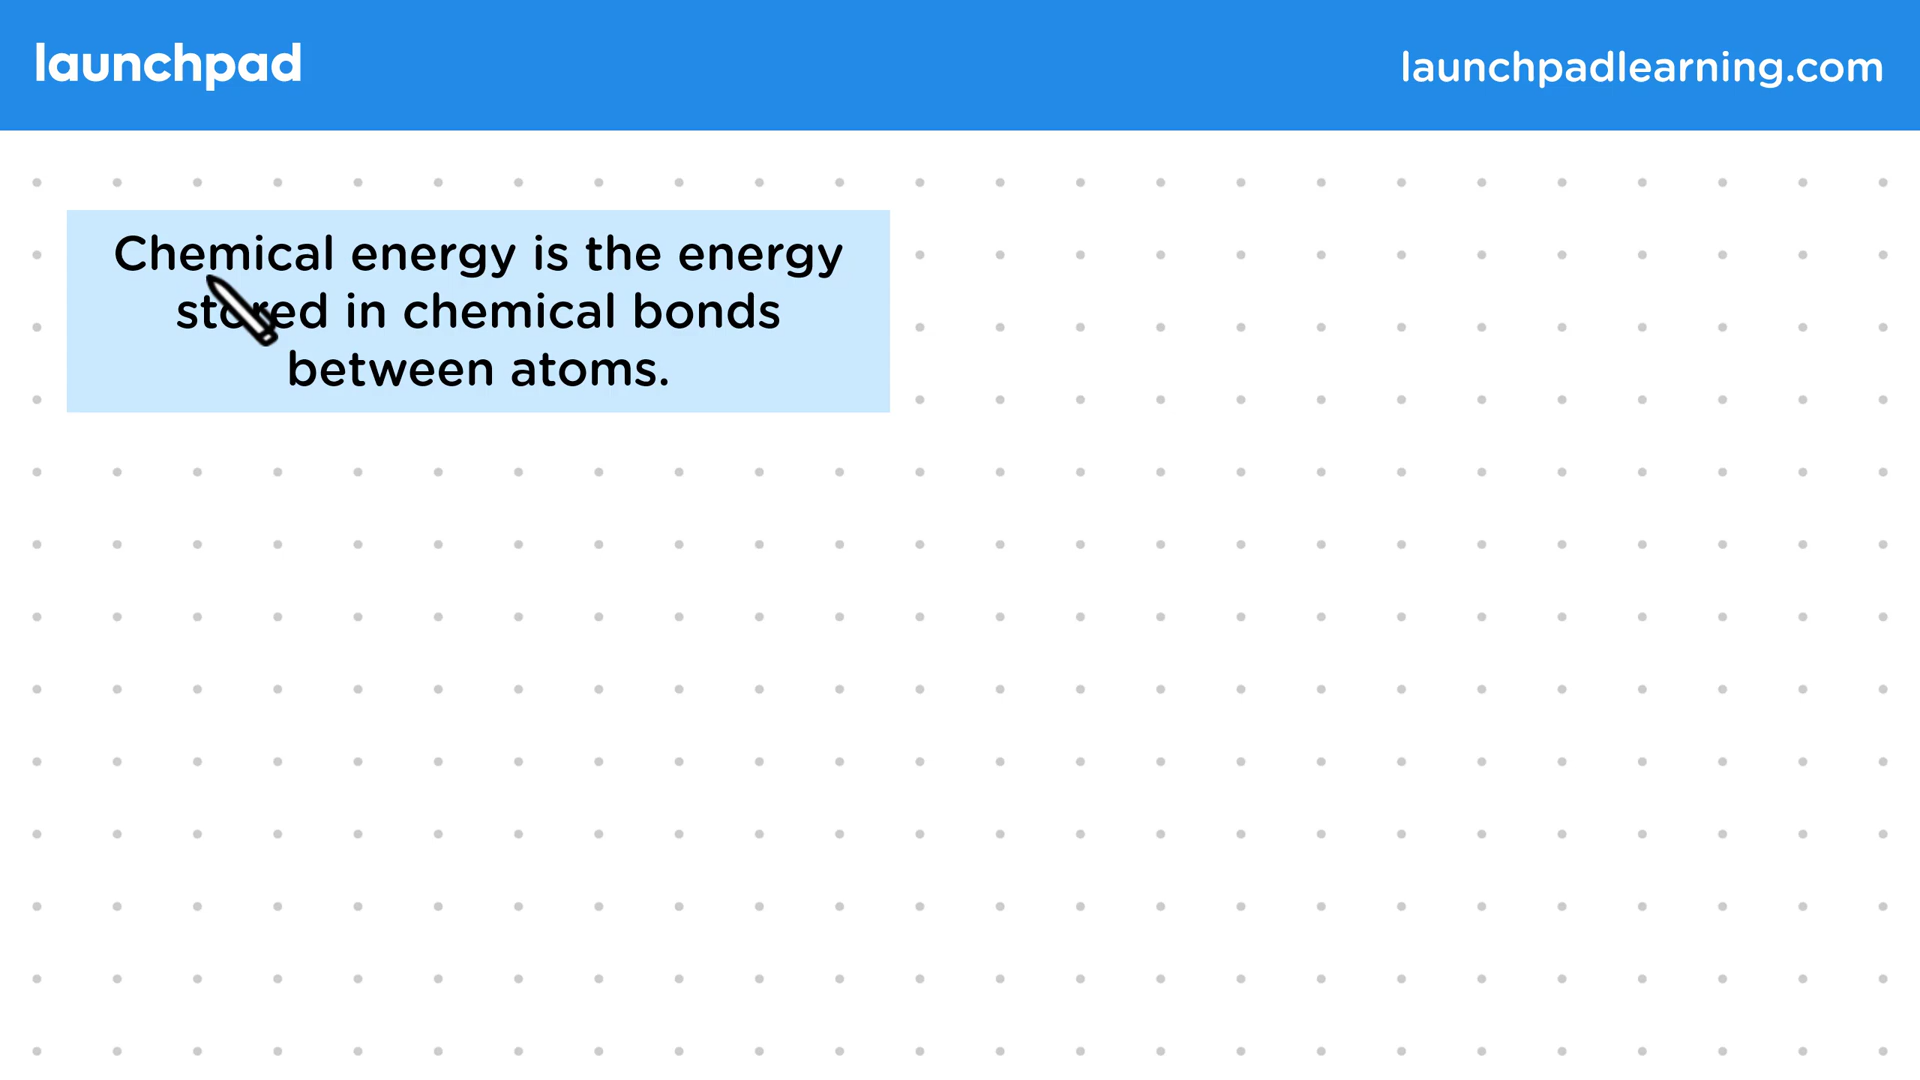 launchpad
launchpadlearning.com
Chemical energy is the energy
stored in chemical bonds
between atoms.